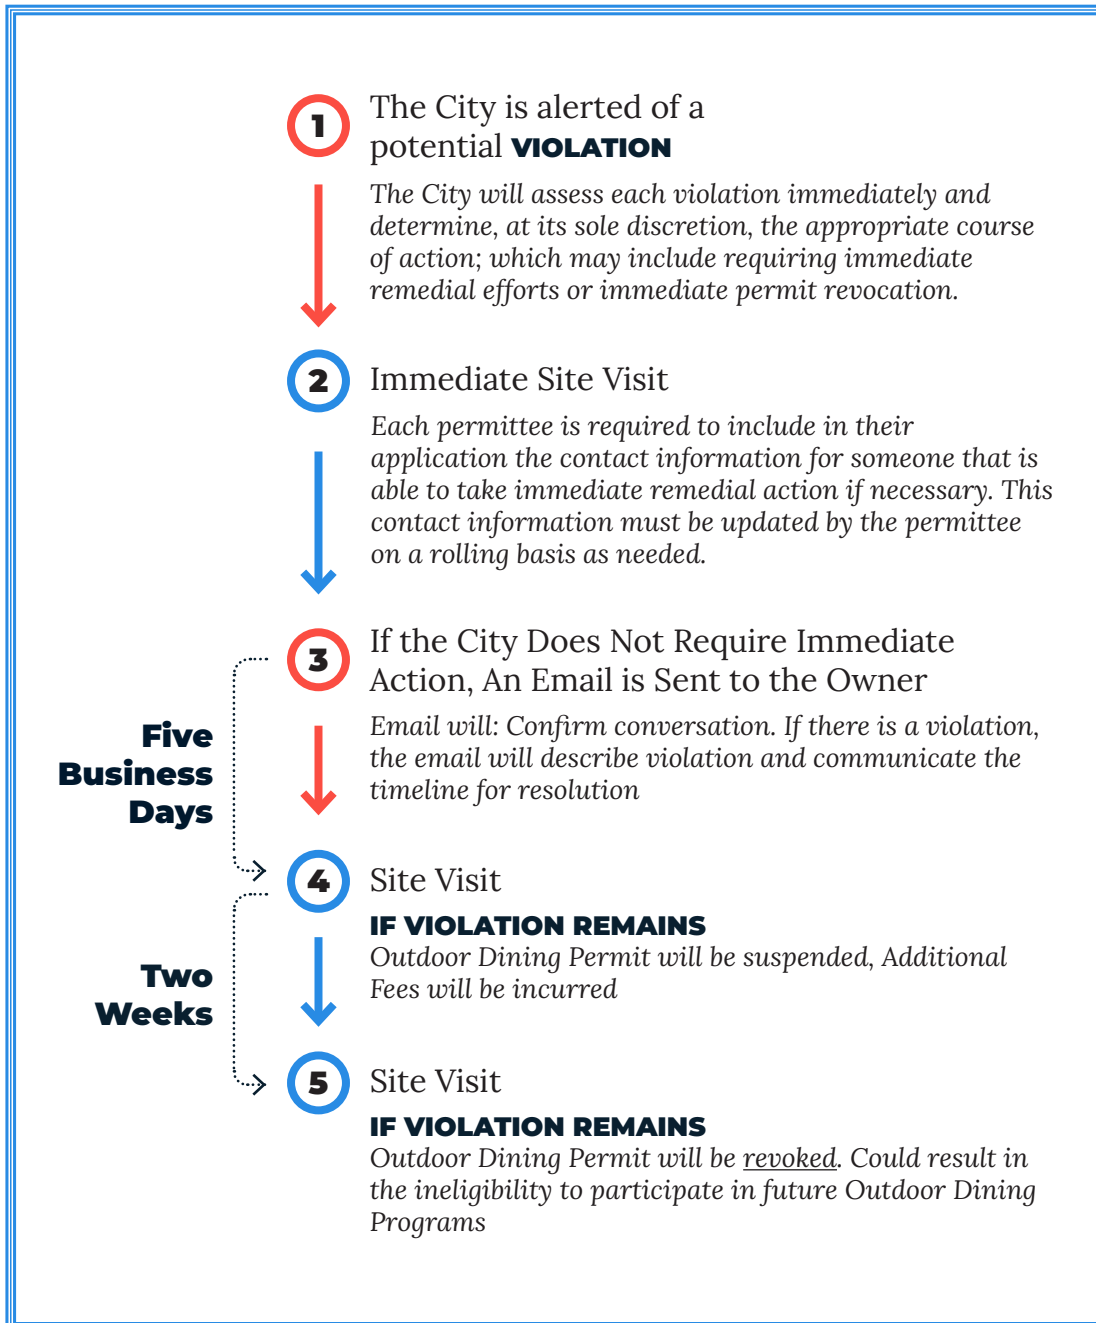 1
The City is alerted of a
potential VIOLATION
The City will assess each violation immediately and
determine, at its sole discretion, the appropriate course
of action; which may include requiring immediate
remedial efforts or immediate permit revocation.
2
Immediate Site Visit
Each permittee is required to include in their
application the contact information for someone that is
able to take immediate remedial action if necessary. This
contact information must be updated by the permittee
on a rolling basis as needed.
3
If the City Does Not Require Immediate
Action, An Email is Sent to the Owner
Email will: Confirm conversation. If there is a violation,
the email will describe violation and communicate the
timeline for resolution
Five
Business
Days
4
Site Visit
IF VIOLATION REMAINS
Outdoor Dining Permit will be suspended, Additional
Fees will be incurred
Two
Weeks
5
Site Visit
IF VIOLATION REMAINS
Outdoor Dining Permit will be revoked. Could result in
the ineligibility to participate in future Outdoor Dining
Programs